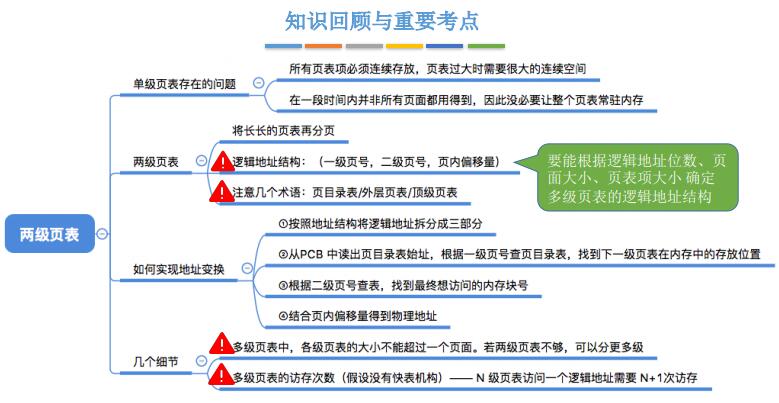 知识回顾与重要考点
单级页表存在的问题
所有页表项必须连续存放，页表过大时需要很大的连续空间
在一段时间内并非所有页面都用得到，因此没必要让整个页表常驻内存
两级页表
将长长的页表再分页
逻辑地址结构：（一级页号，二级页号，页内偏移量）
注意几个术语：页目录表/外层页表/顶级页表
要能根据逻辑地址位数、页
面大小、页表项大小 确定
多级页表的逻辑地址结构
两级页表
如何实现地址变换
①按照地址结构将逻辑地址拆分成三部分
②从PCB 中读出页目录表始址，根据一级页号查页目录表，找到下一级页表在内存中的存放位置
③根据二级页号查表，找到最终想访问的内存块号
④结合页内偏移量得到物理地址
几个细节
多级页表中，各级页表的大小不能超过一个页面。若两级页表不够，可以分更多级
多级页表的访存次数（假设没有快表机构）—— N 级页表访问一个逻辑地址需要 N+1次访存